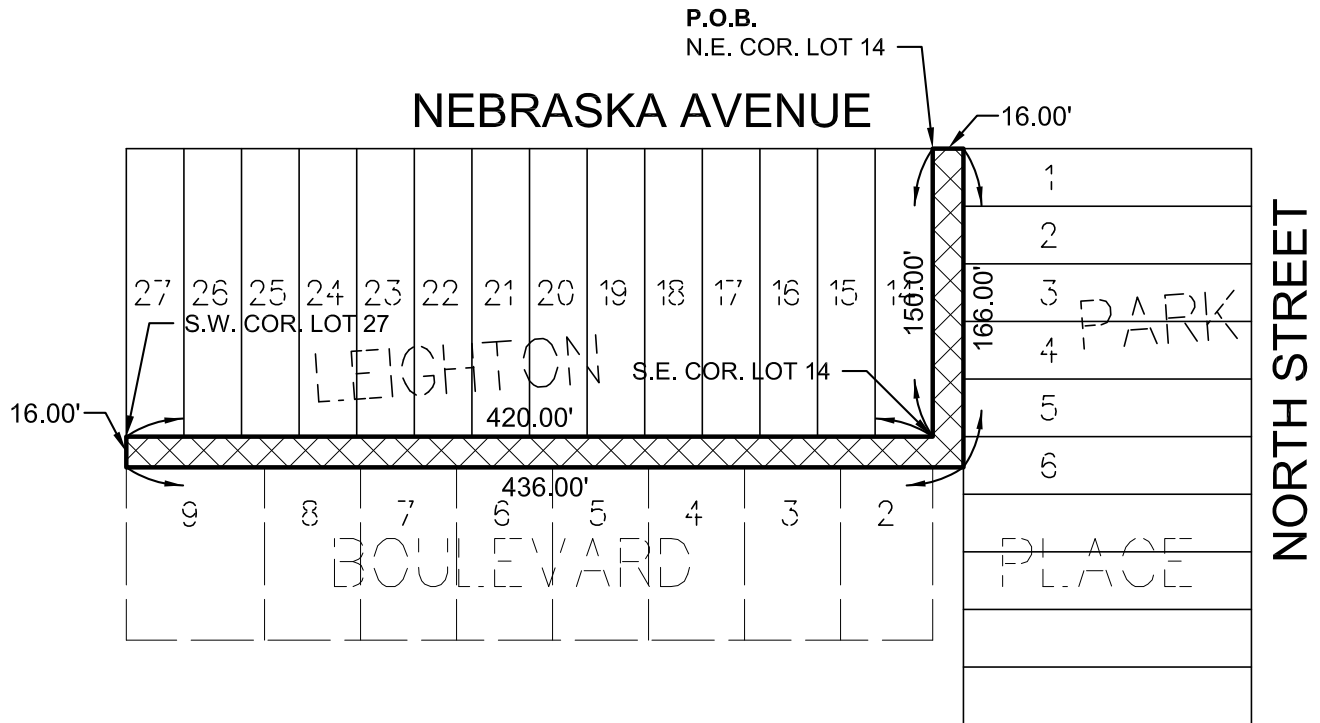 P.O.B.
N.E. COR. LOT 14
NEBRASKA AVENUE
16.00'
27 26 25 24 23 22 21 20 19 18 17 16 15 14
1
2
3
4
5
6
PARK
PLACE
NORTH STREET
150.00'
166.00'
S.W. COR. LOT 27
LEIGHTON
S.E. COR. LOT 14
16.00'
420.00'
436.00'
9 8 7 6 5 4 3 2
BOULEVARD